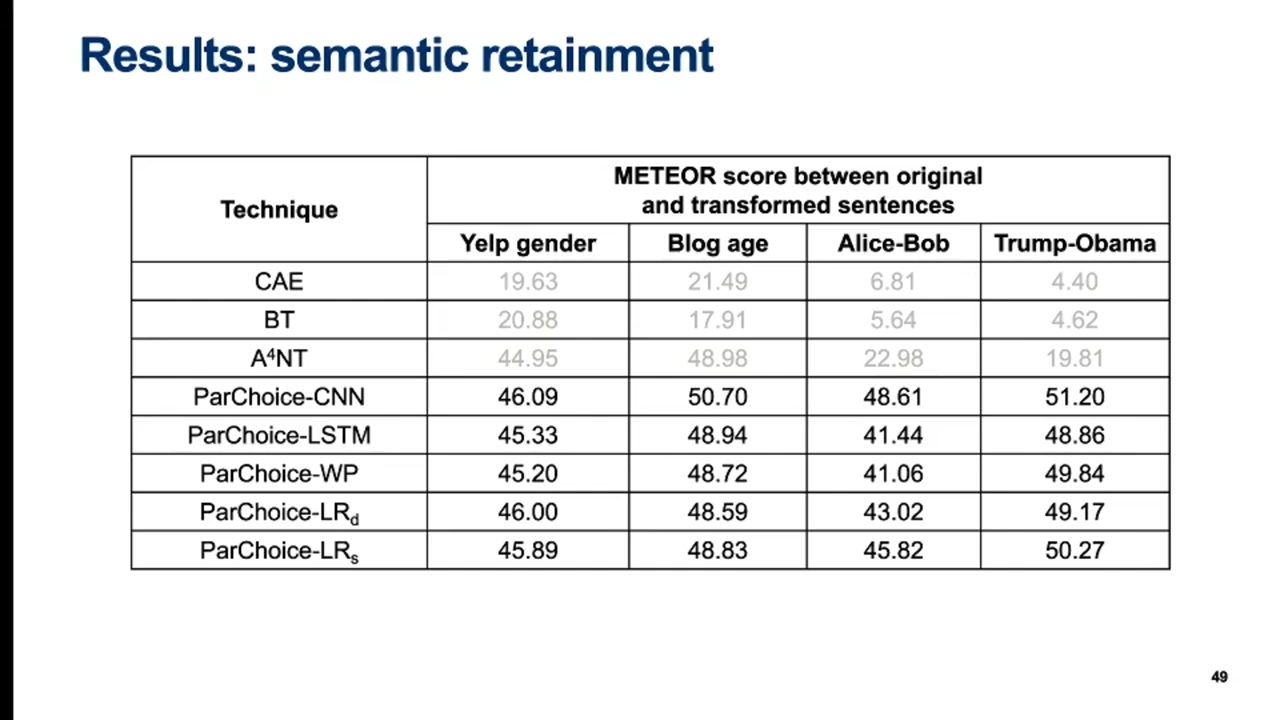 Results: semantic retainment
Technique
METEOR score between original
and transformed sentences
Yelp gender Blog age Alice-Bob Trump-Obama
CAE 19.63 21.49 6.81 4.40
BT 20.88 17.91 5.64 4.62
A⁴NT 44.95 48.98 22.98 19.81
ParChoice-CNN 46.09 50.70 48.61 51.20
ParChoice-LSTM 45.33 48.94 41.44 48.86
ParChoice-WP 45.20 48.72 41.06 49.84
ParChoice-LRd 46.00 48.59 43.02 49.17
ParChoice-LRs 45.89 48.83 45.82 50.27
49